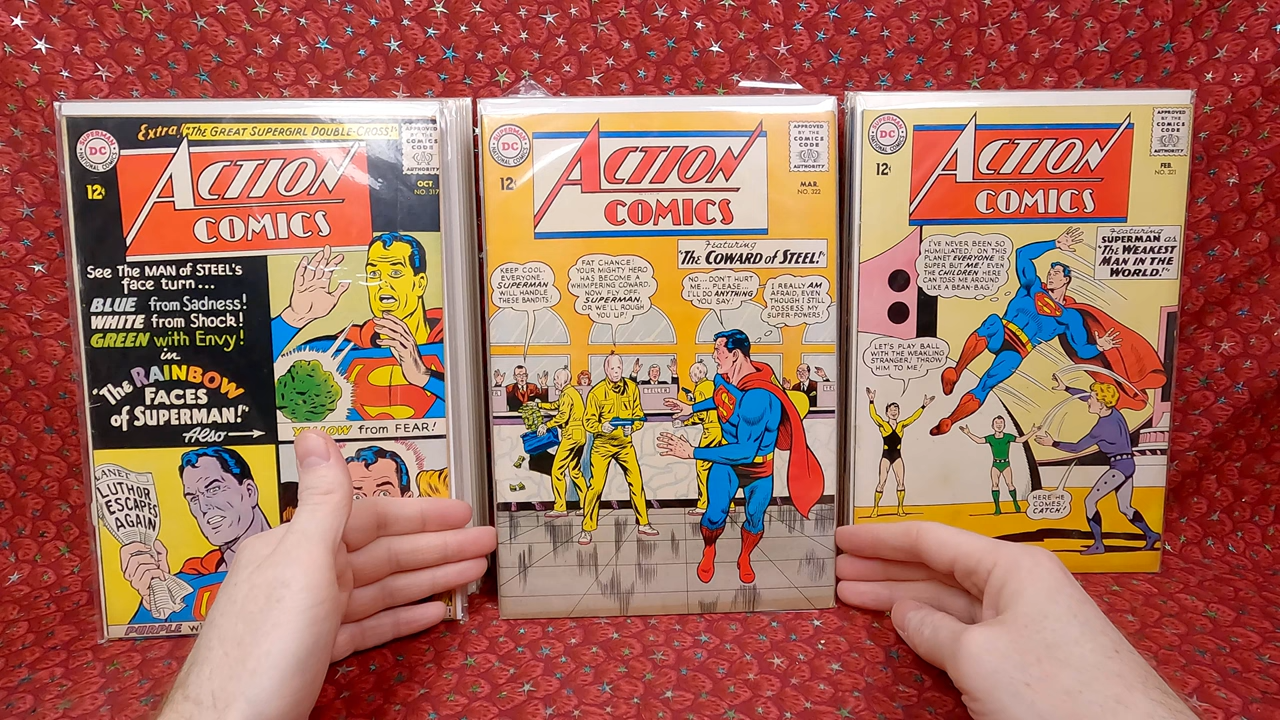 Extra! "The GREAT SUPERGIRL DOUBLE-CROSS!"
SUPERMAN
DC
NATIONAL COMICS
APPROVED
BY THE
COMICS
CODE
AUTHORITY
12¢
OCT.
NO. 317
ACTION
COMICS
See the MAN of STEEL'S
face turn...
BLUE from Sadness!
WHITE from Shock!
GREEN with Envy!
in
"The RAINBOW
FACES
of SUPERMAN!"
Also
YELLOW from FEAR!
PLANET
LUTHOR
ESCAPES
AGAIN
PURPLE
SUPERMAN
DC
NATIONAL COMICS
APPROVED
BY THE
COMICS
CODE
AUTHORITY
12¢
MAR.
NO. 322
ACTION
COMICS
Featuring
"The COWARD of STEEL!"
KEEP COOL,
EVERYONE.
SUPERMAN
WILL HANDLE
THESE BANDITS!
FAT CHANCE!
YOUR MIGHTY HERO
HAS BECOME A
WHIMPERING COWARD.
NOW FLY OFF,
SUPERMAN,
OR WE'LL ROUGH
YOU UP!
NO... DON'T HURT
ME... PLEASE...
I'LL DO ANYTHING
YOU SAY!
I REALLY AM
AFRAID, EVEN
THOUGH I STILL
POSSESS MY
SUPER-POWERS!
TELLER
SUPERMAN
DC
NATIONAL COMICS
APPROVED
BY THE
COMICS
CODE
AUTHORITY
12¢
FEB.
NO. 321
ACTION
COMICS
Featuring
SUPERMAN as
"The WEAKEST
MAN IN THE
WORLD!"
I'VE NEVER BEEN SO
HUMILIATED! ON THIS
PLANET EVERYONE IS
SUPER BUT ME! EVEN
THE CHILDREN HERE
CAN TOSS ME AROUND
LIKE A BEAN-BAG!
LET'S PLAY BALL
WITH THE WEAKLING
STRANGER! THROW
HIM TO ME!
HERE HE
COMES!
CATCH!